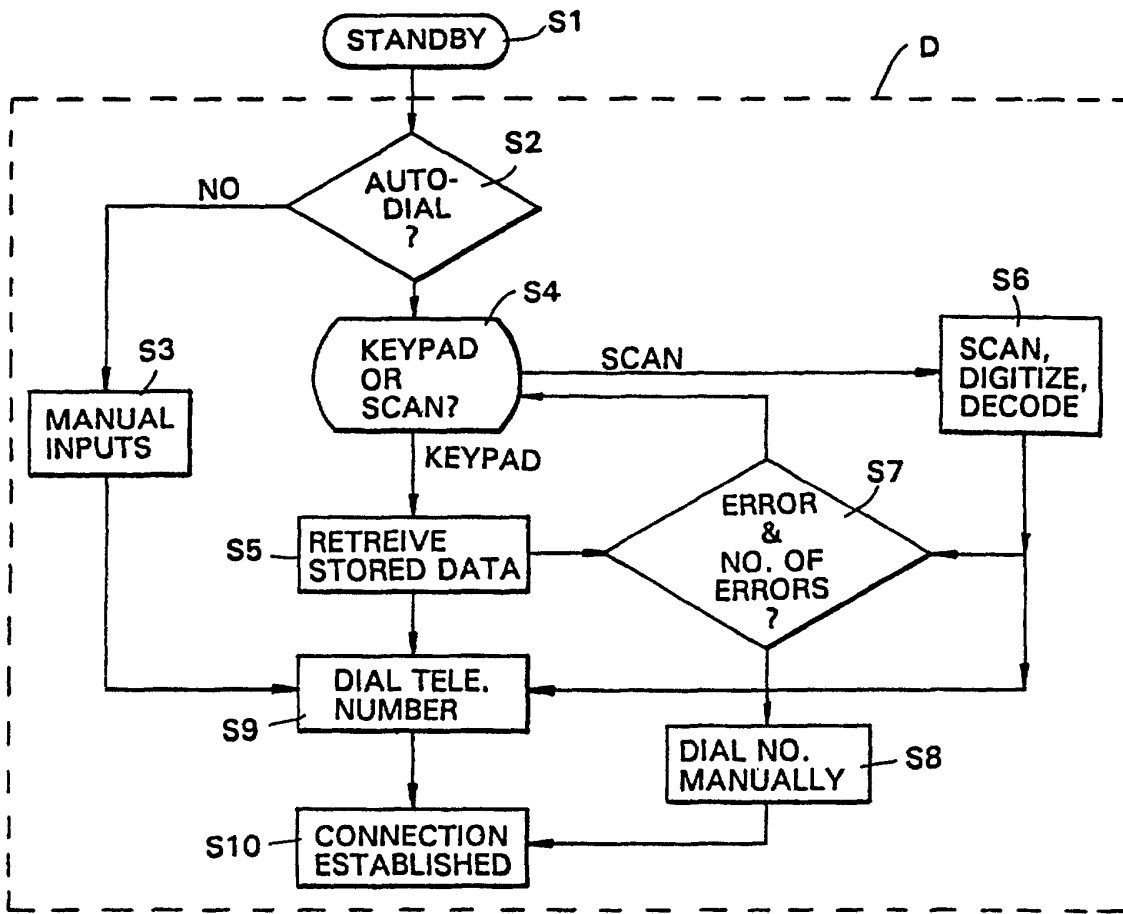 STANDBY
S1
D
S2
AUTO-
DIAL
?
NO
S4
KEYPAD
OR
SCAN?
SCAN
S6
SCAN,
DIGITIZE,
DECODE
S3
MANUAL
INPUTS
KEYPAD
S7
ERROR
&
NO. OF
ERRORS
?
S5
RETREIVE
STORED DATA
DIAL TELE.
NUMBER
S9
DIAL NO.
MANUALLY
S8
S10
CONNECTION
ESTABLISHED